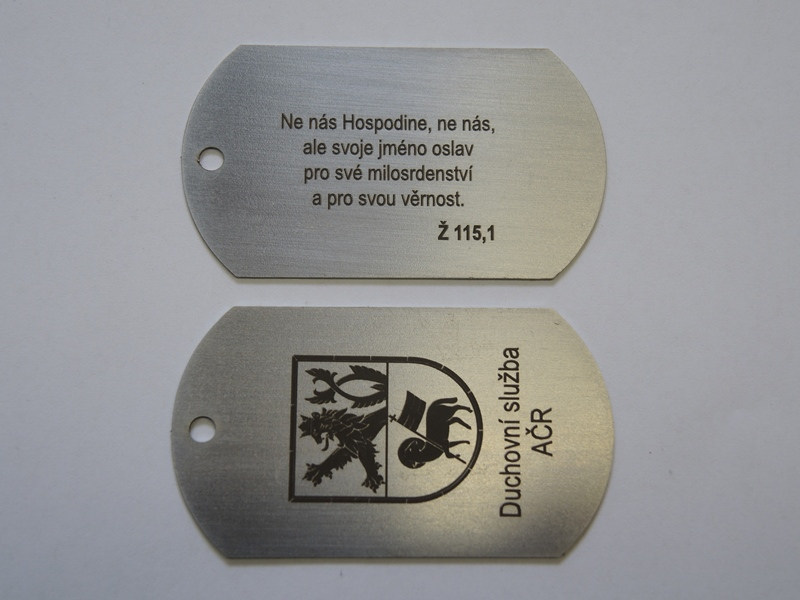 Ne nás Hospodine, ne nás,
ale svoje jméno oslav
pro své milosrdenství
a pro svou věrnost.
Ž 115,1
Duchovní služba
AČR